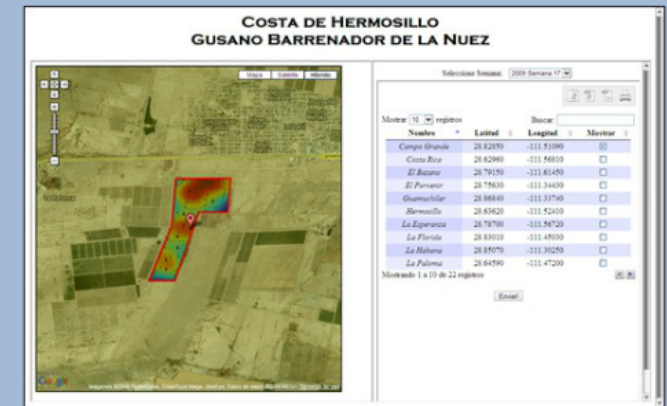 COSTA DE HERMOSILLO
GUSANO BARRENADOR DE LA NUEZ
Mapa Satélite Híbrido
Seleccione Semana: 2009 Semana 17
Mostrar 10 registros Buscar:
Nombre Latitud Longitud Mostrar
Campo Grande 28.82850 -111.51090
Costa Rica 28.62960 -111.56810
El Bazano 28.79150 -111.61450
El Porvenir 28.75630 -111.34430
Guamuchilar 28.86840 -111.33740
Hermosillo 28.63620 -111.52410
La Esperanza 28.78700 -111.56720
La Florida 28.83010 -111.45030
La Habana 28.85070 -111.30250
La Paloma 28.64590 -111.47200
Mostrando 1 a 10 de 22 registros
Enviar!
Google